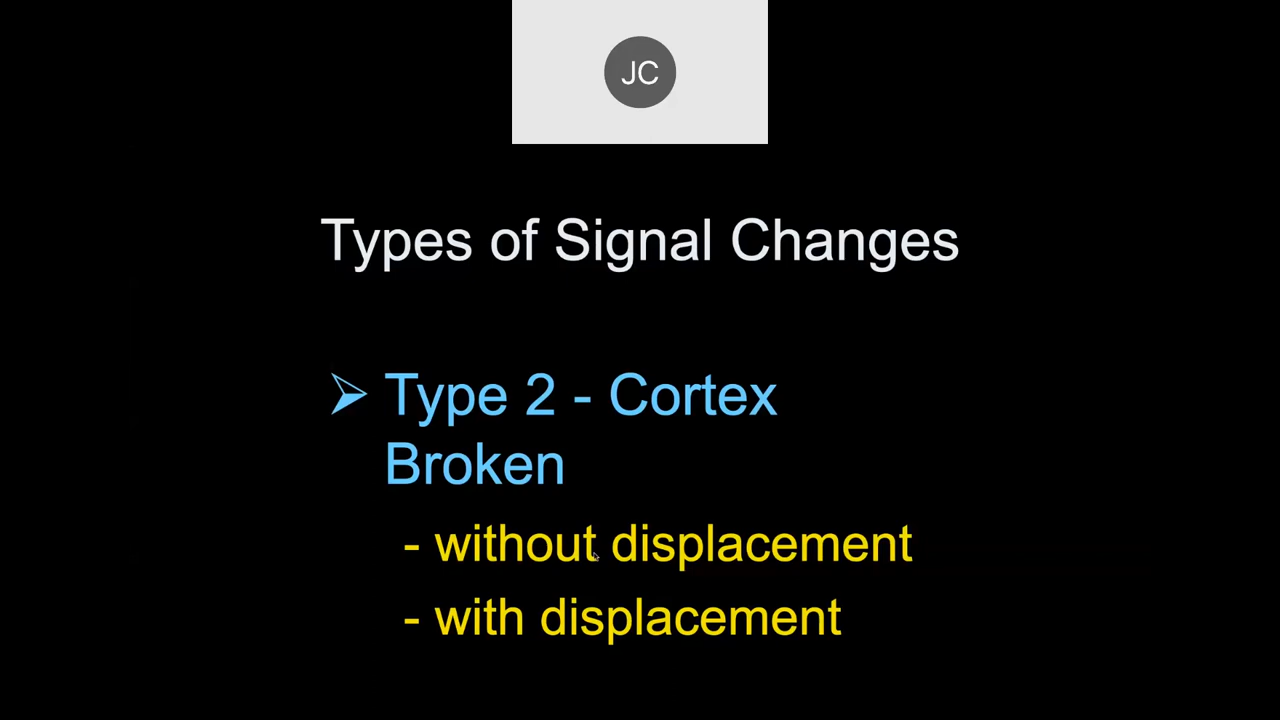 JC
Types of Signal Changes
➢ Type 2 - Cortex
Broken
- without displacement
- with displacement